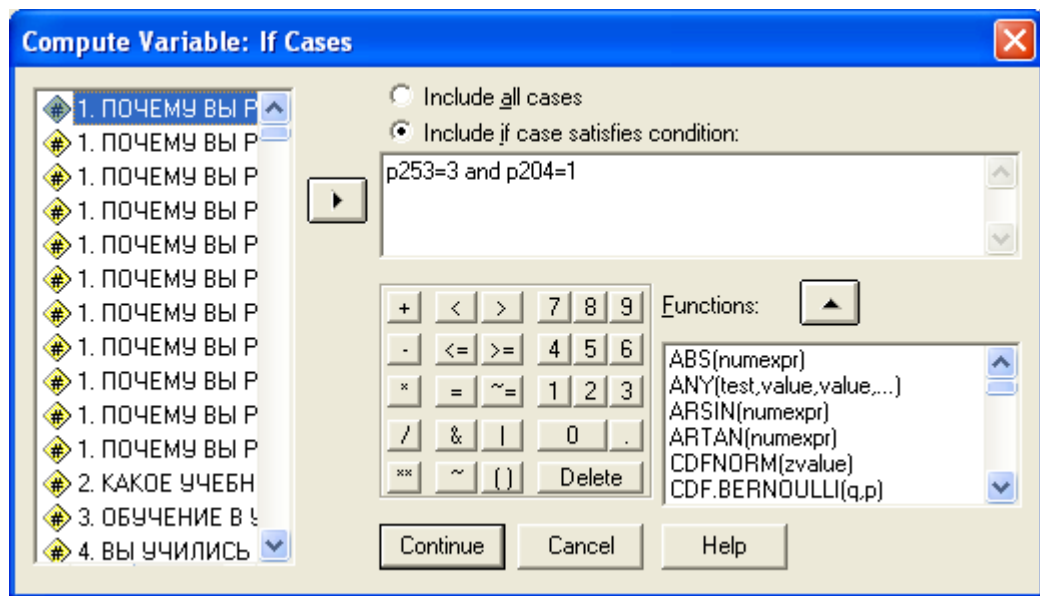 Compute Variable: If Cases
1. ПОЧЕМУ ВЫ Р
1. ПОЧЕМУ ВЫ Р
1. ПОЧЕМУ ВЫ Р
1. ПОЧЕМУ ВЫ Р
1. ПОЧЕМУ ВЫ Р
1. ПОЧЕМУ ВЫ Р
1. ПОЧЕМУ ВЫ Р
1. ПОЧЕМУ ВЫ Р
1. ПОЧЕМУ ВЫ Р
1. ПОЧЕМУ ВЫ Р
1. ПОЧЕМУ ВЫ Р
2. КАКОЕ УЧЕБН
3. ОБУЧЕНИЕ В У
4. ВЫ УЧИЛИСЬ
Include all cases
Include if case satisfies condition:
p253=3 and p204=1
+ < > 7 8 9
- <= >= 4 5 6
* = ~= 1 2 3
/ & | 0 .
** ~ () Delete
Functions:
ABS(numexpr)
ANY(test,value,value,...)
ARSIN(numexpr)
ARTAN(numexpr)
CDFNORM(zvalue)
CDF.BERNOULLI(q,p)
Continue Cancel Help